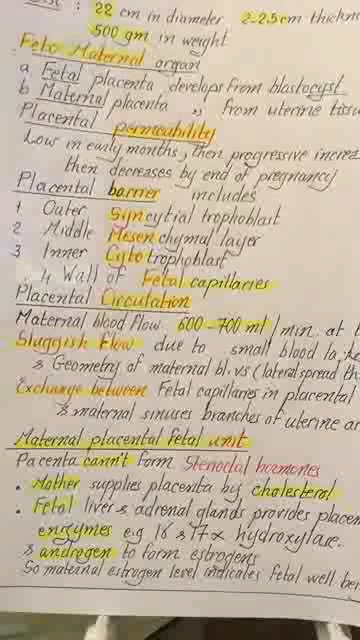 22 cm in diameter 2-2.5cm thickn
500 gm in weight
Feto Maternal organ
a Fetal placenta, develops from blastocyst
b Maternal placenta ,, from uterine tissu
Placental permeability
Low in early months, then progressive increa
then decreases by end of pregnancy
Placental barrier includes
1 Outer Syncytial trophoblast
2 Middle Mesenchymal layer
3 Inner Cytotrophoblast
4 Wall of Fetal capillaries
Placental Circulation
Maternal blood flow 600-700 ml/min. at
Sluggish flow due to small blood
& Geometry of maternal bl. vs (lateral spread th
Exchange between Fetal capillaries in placental
& maternal sinuses branches of uterine ar
Maternal placental fetal unit
Pacenta cann't form Steriodal hormones
. Mother supplies placenta by cholesterol
. Fetal liver & adrenal glands provides placen
enzymes e.g 16 & 17α hydroxylase.
& androgen to form estrogens
So maternal estrogen level indicates fetal well be